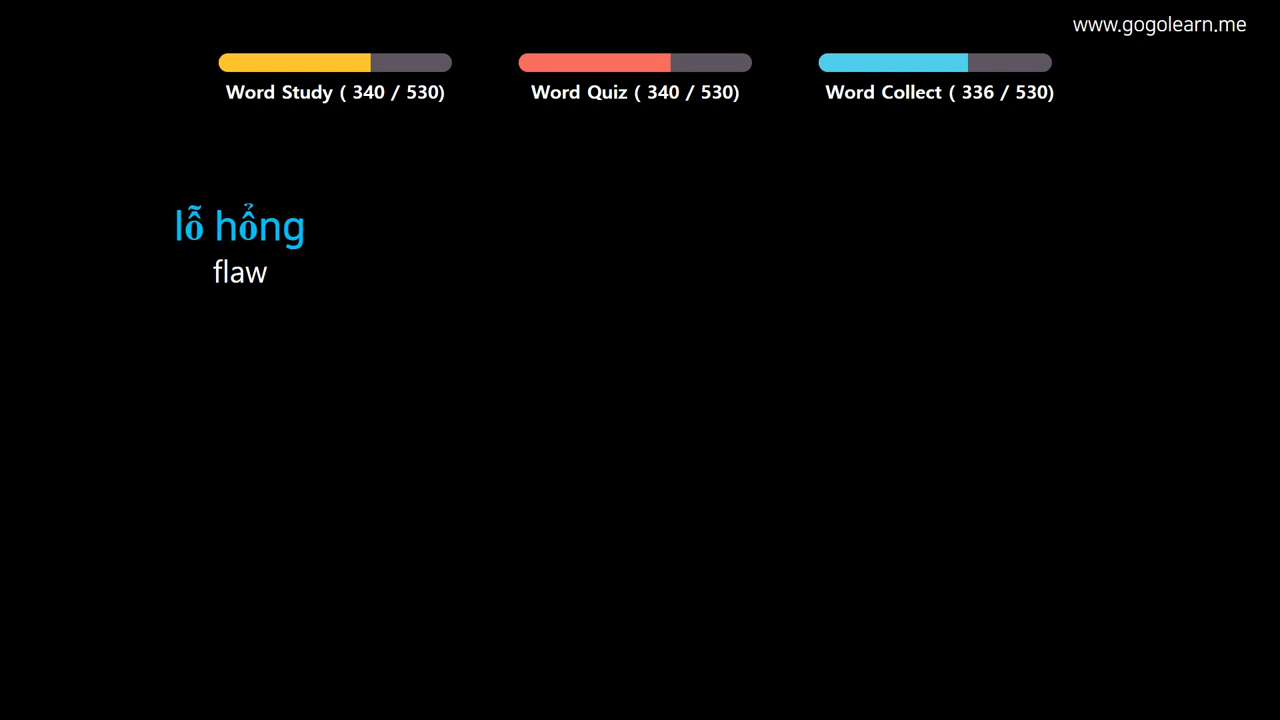 www.gogolearn.me
Word Study ( 340 / 530)
Word Quiz ( 340 / 530)
Word Collect ( 336 / 530)
lỗ hổng
flaw